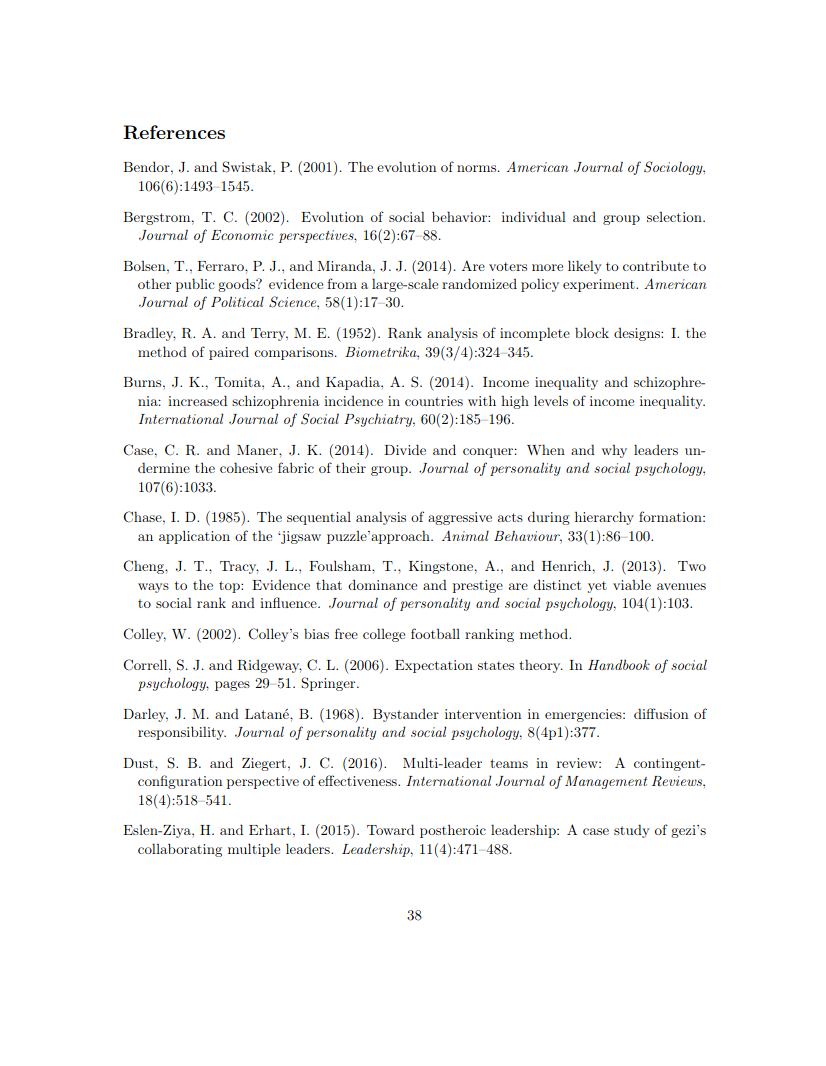 References
Bendor, J. and Swistak, P. (2001). The evolution of norms. American Journal of Sociology,
106(6):1493–1545.
Bergstrom, T. C. (2002). Evolution of social behavior: individual and group selection.
Journal of Economic perspectives, 16(2):67–88.
Bolsen, T., Ferraro, P. J., and Miranda, J. J. (2014). Are voters more likely to contribute to
other public goods? evidence from a large-scale randomized policy experiment. American
Journal of Political Science, 58(1):17–30.
Bradley, R. A. and Terry, M. E. (1952). Rank analysis of incomplete block designs: I. the
method of paired comparisons. Biometrika, 39(3/4):324–345.
Burns, J. K., Tomita, A., and Kapadia, A. S. (2014). Income inequality and schizophre-
nia: increased schizophrenia incidence in countries with high levels of income inequality.
International Journal of Social Psychiatry, 60(2):185–196.
Case, C. R. and Maner, J. K. (2014). Divide and conquer: When and why leaders un-
dermine the cohesive fabric of their group. Journal of personality and social psychology,
107(6):1033.
Chase, I. D. (1985). The sequential analysis of aggressive acts during hierarchy formation:
an application of the ‘jigsaw puzzle’approach. Animal Behaviour, 33(1):86–100.
Cheng, J. T., Tracy, J. L., Foulsham, T., Kingstone, A., and Henrich, J. (2013). Two
ways to the top: Evidence that dominance and prestige are distinct yet viable avenues
to social rank and influence. Journal of personality and social psychology, 104(1):103.
Colley, W. (2002). Colley’s bias free college football ranking method.
Correll, S. J. and Ridgeway, C. L. (2006). Expectation states theory. In Handbook of social
psychology, pages 29–51. Springer.
Darley, J. M. and Latané, B. (1968). Bystander intervention in emergencies: diffusion of
responsibility. Journal of personality and social psychology, 8(4p1):377.
Dust, S. B. and Ziegert, J. C. (2016). Multi-leader teams in review: A contingent-
configuration perspective of effectiveness. International Journal of Management Reviews,
18(4):518–541.
Eslen-Ziya, H. and Erhart, I. (2015). Toward postheroic leadership: A case study of gezi’s
collaborating multiple leaders. Leadership, 11(4):471–488.
38